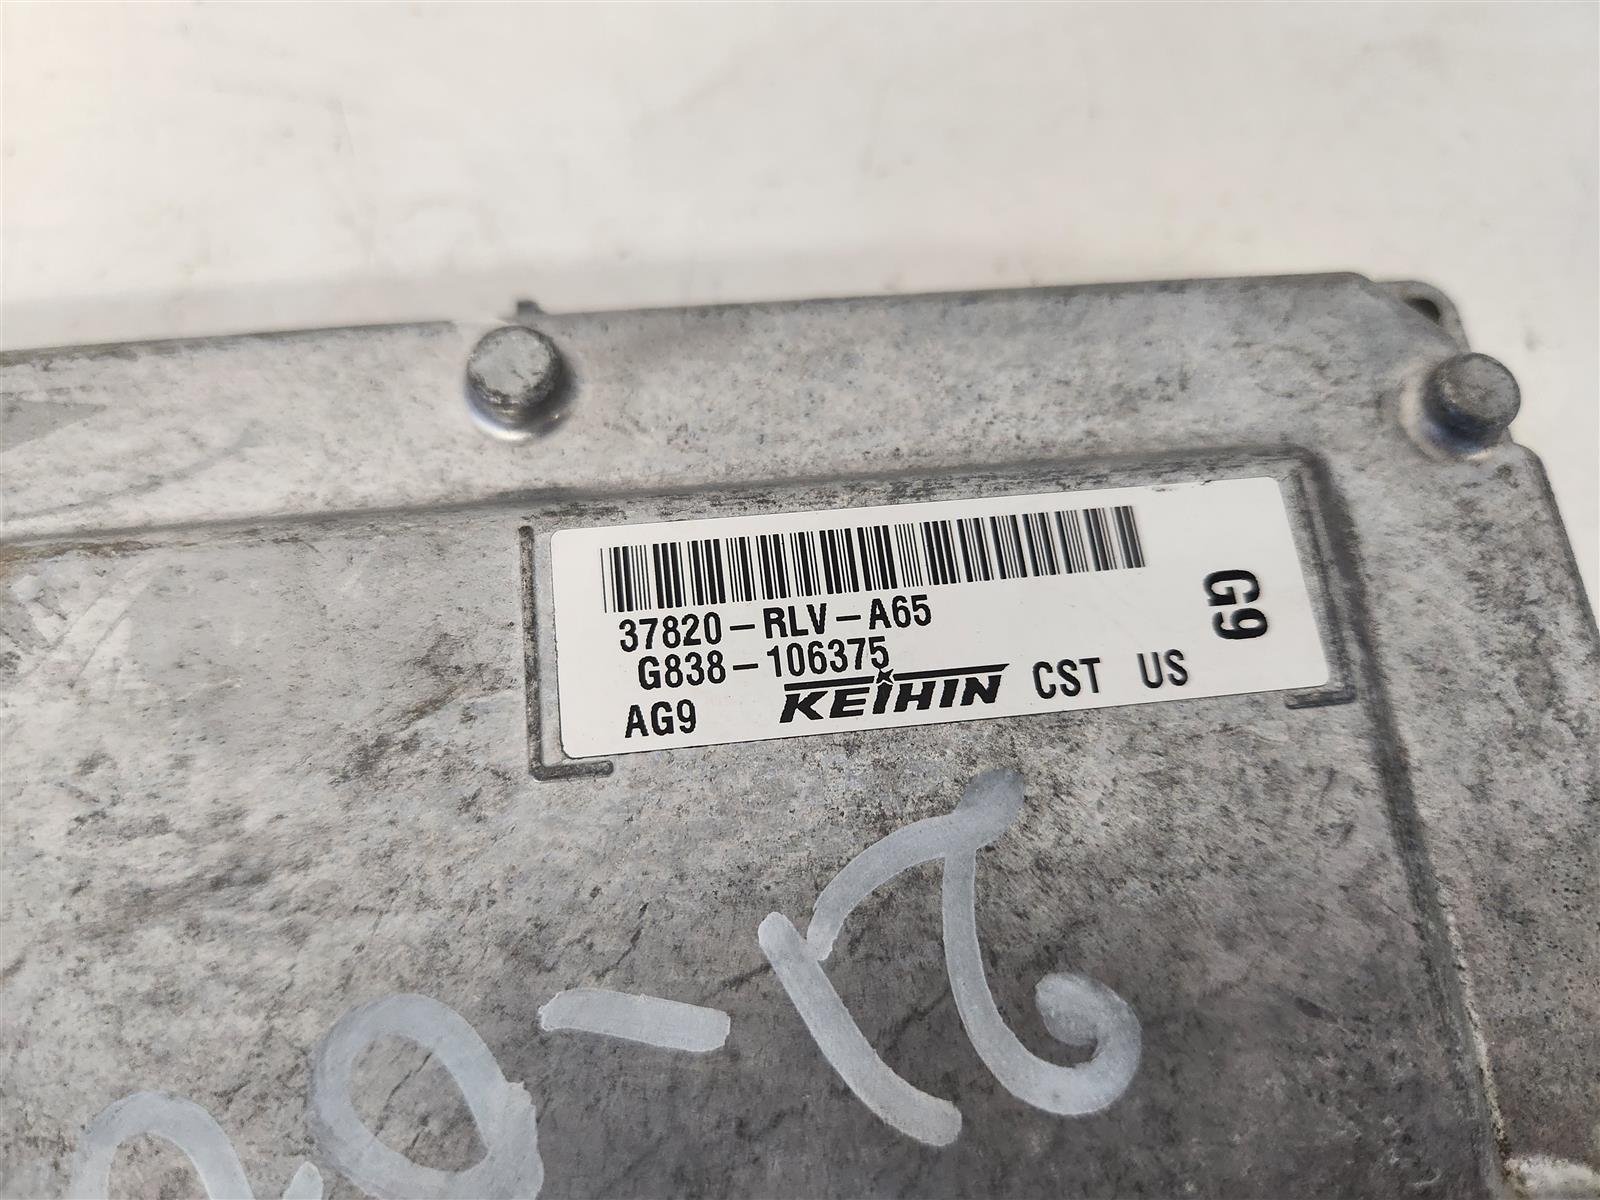 37820-RLV-A65
G838-106375
AG9 KEIHIN CST US
G9